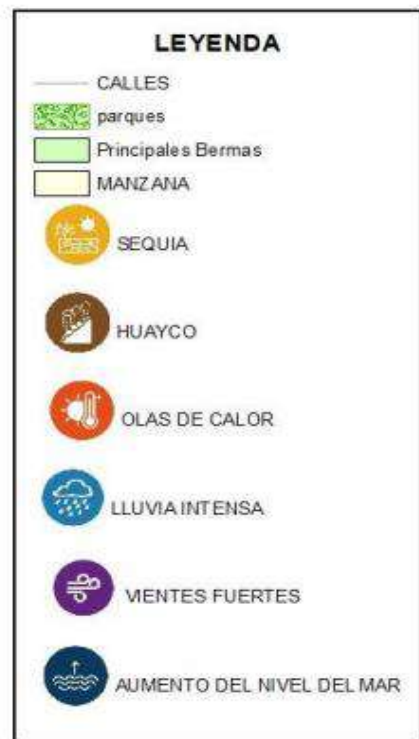 LEYENDA
CALLES
parques
Principales Bermas
MANZANA
SEQUIA
HUAYCO
OLAS DE CALOR
LLUVIA INTENSA
VIENTES FUERTES
AUMENTO DEL NIVEL DEL MAR